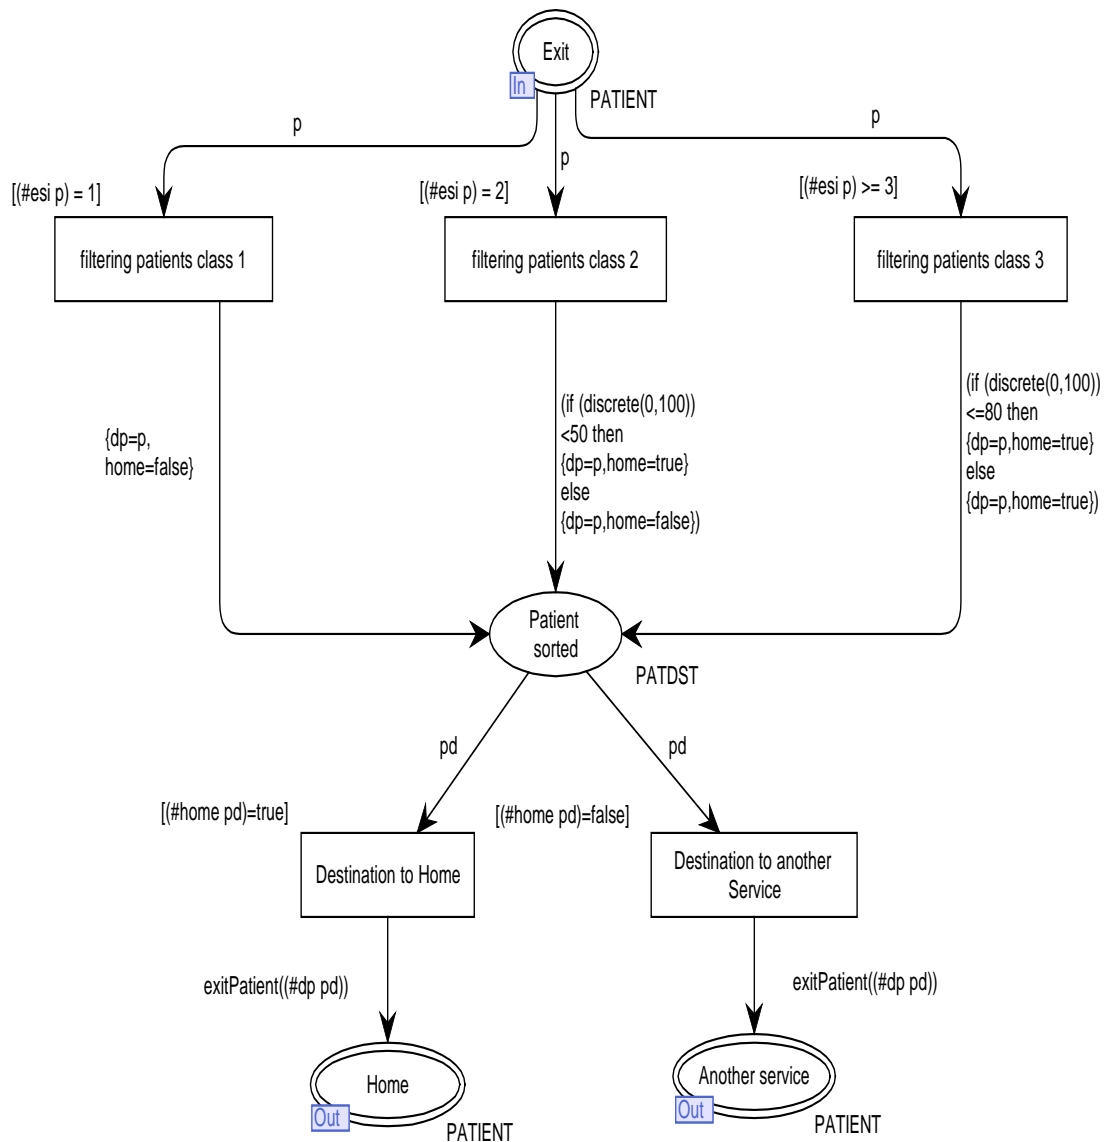 Exit
In
PATIENT
p
p
p
[(#esi p) = 1]
[(#esi p) = 2]
[(#esi p) >= 3]
filtering patients class 1
filtering patients class 2
filtering patients class 3
{dp=p,
home=false}
(if (discrete(0,100))
<50 then
{dp=p,home=true}
else
{dp=p,home=false})
(if (discrete(0,100))
<=80 then
{dp=p,home=true}
else
{dp=p,home=true})
Patient
sorted
PATDST
pd
pd
[(#home pd)=true]
[(#home pd)=false]
Destination to Home
Destination to another
Service
exitPatient((#dp pd))
exitPatient((#dp pd))
Home
Out
PATIENT
Another service
Out
PATIENT